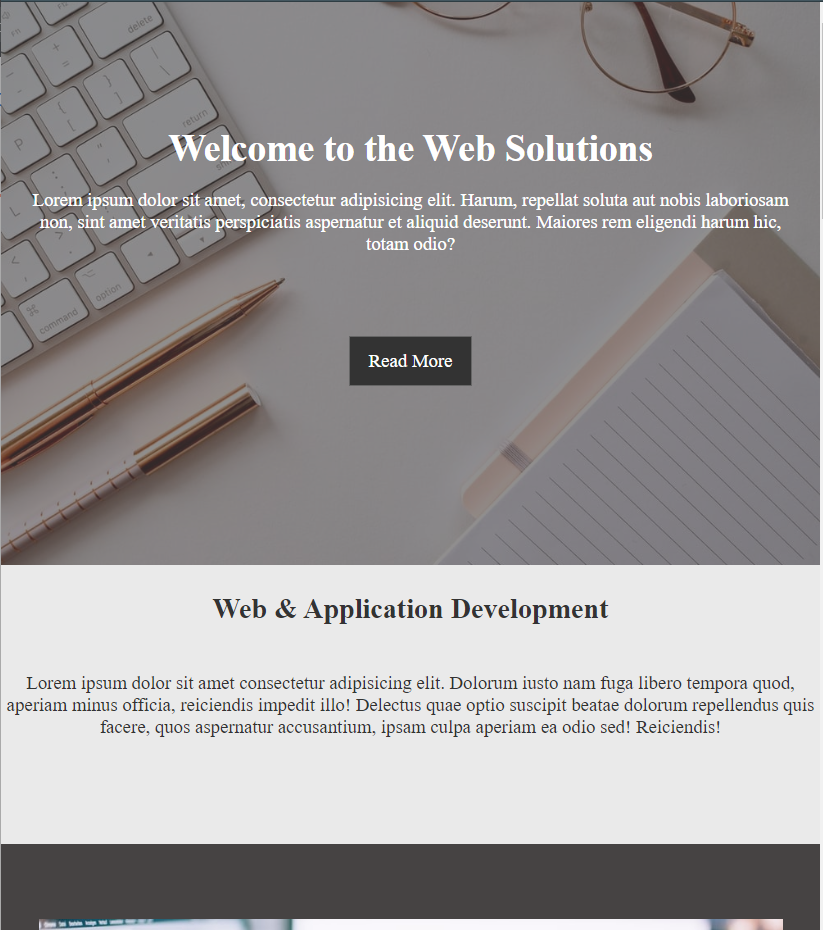 delete
return
Welcome to the Web Solutions
Lorem ipsum dolor sit amet, consectetur adipisicing elit. Harum, repellat soluta aut nobis laboriosam
non, sint amet veritatis perspiciatis aspernatur et aliquid deserunt. Maiores rem eligendi harum hic,
totam odio?
option
command
Read More
Web & Application Development
Lorem ipsum dolor sit amet consectetur adipisicing elit. Dolorum iusto nam fuga libero tempora quod,
aperiam minus officia, reiciendis impedit illo! Delectus quae optio suscipit beatae dolorum repellendus quis
facere, quos aspernatur accusantium, ipsam culpa aperiam ea odio sed! Reiciendis!